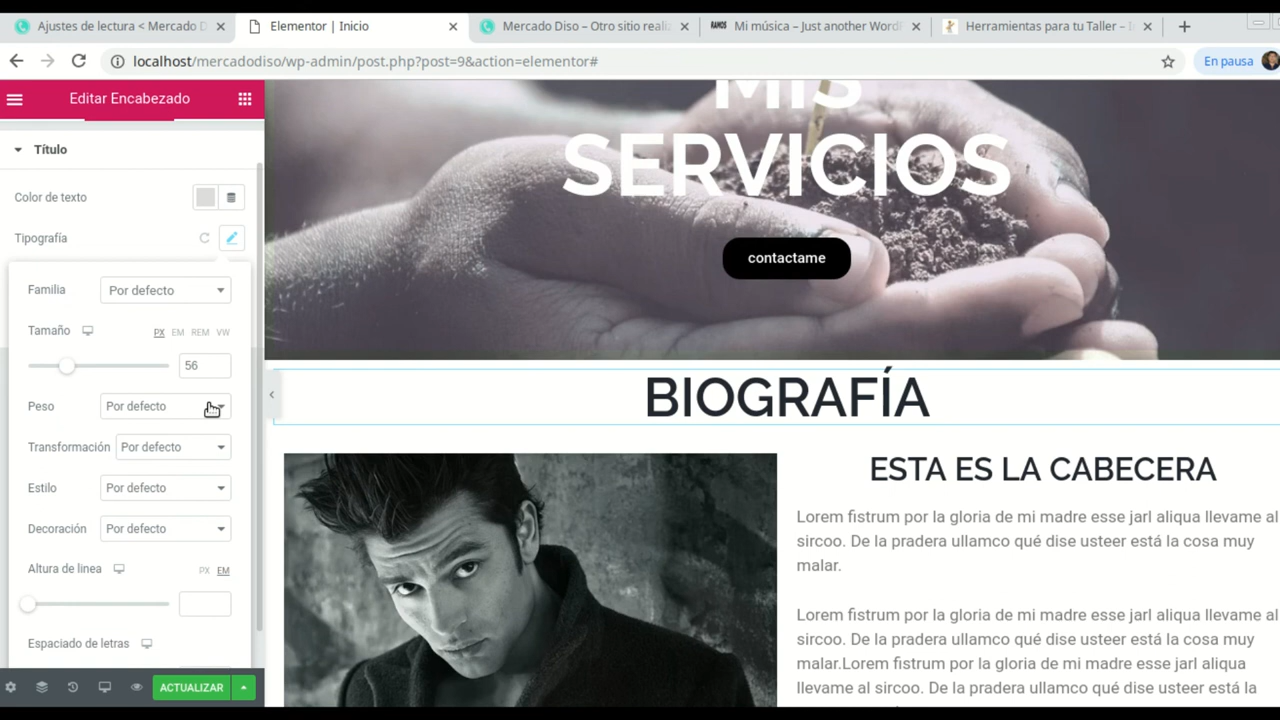 Ajustes de lectura < Mercado D
Elementor | Inicio
Mercado Diso – Otro sitio realiz
RAMOS Mi música – Just another WordP
Herramientas para tu Taller – I
localhost/mercadodiso/wp-admin/post.php?post=9&action=elementor#
En pausa
Editar Encabezado
Título
Color de texto
Tipografía
Familia Por defecto
Tamaño PX EM REM VW
56
Peso Por defecto
Transformación Por defecto
Estilo Por defecto
Decoración Por defecto
Altura de linea PX EM
Espaciado de letras
ACTUALIZAR
MIS
SERVICIOS
contactame
BIOGRAFÍA
ESTA ES LA CABECERA
Lorem fistrum por la gloria de mi madre esse jarl aliqua llevame al
sircoo. De la pradera ullamco qué dise usteer está la cosa muy
malar.
Lorem fistrum por la gloria de mi madre esse jarl aliqua llevame al
sircoo. De la pradera ullamco qué dise usteer está la cosa muy
malar.Lorem fistrum por la gloria de mi madre esse jarl aliqua
llevame al sircoo. De la pradera ullamco qué dise usteer está la